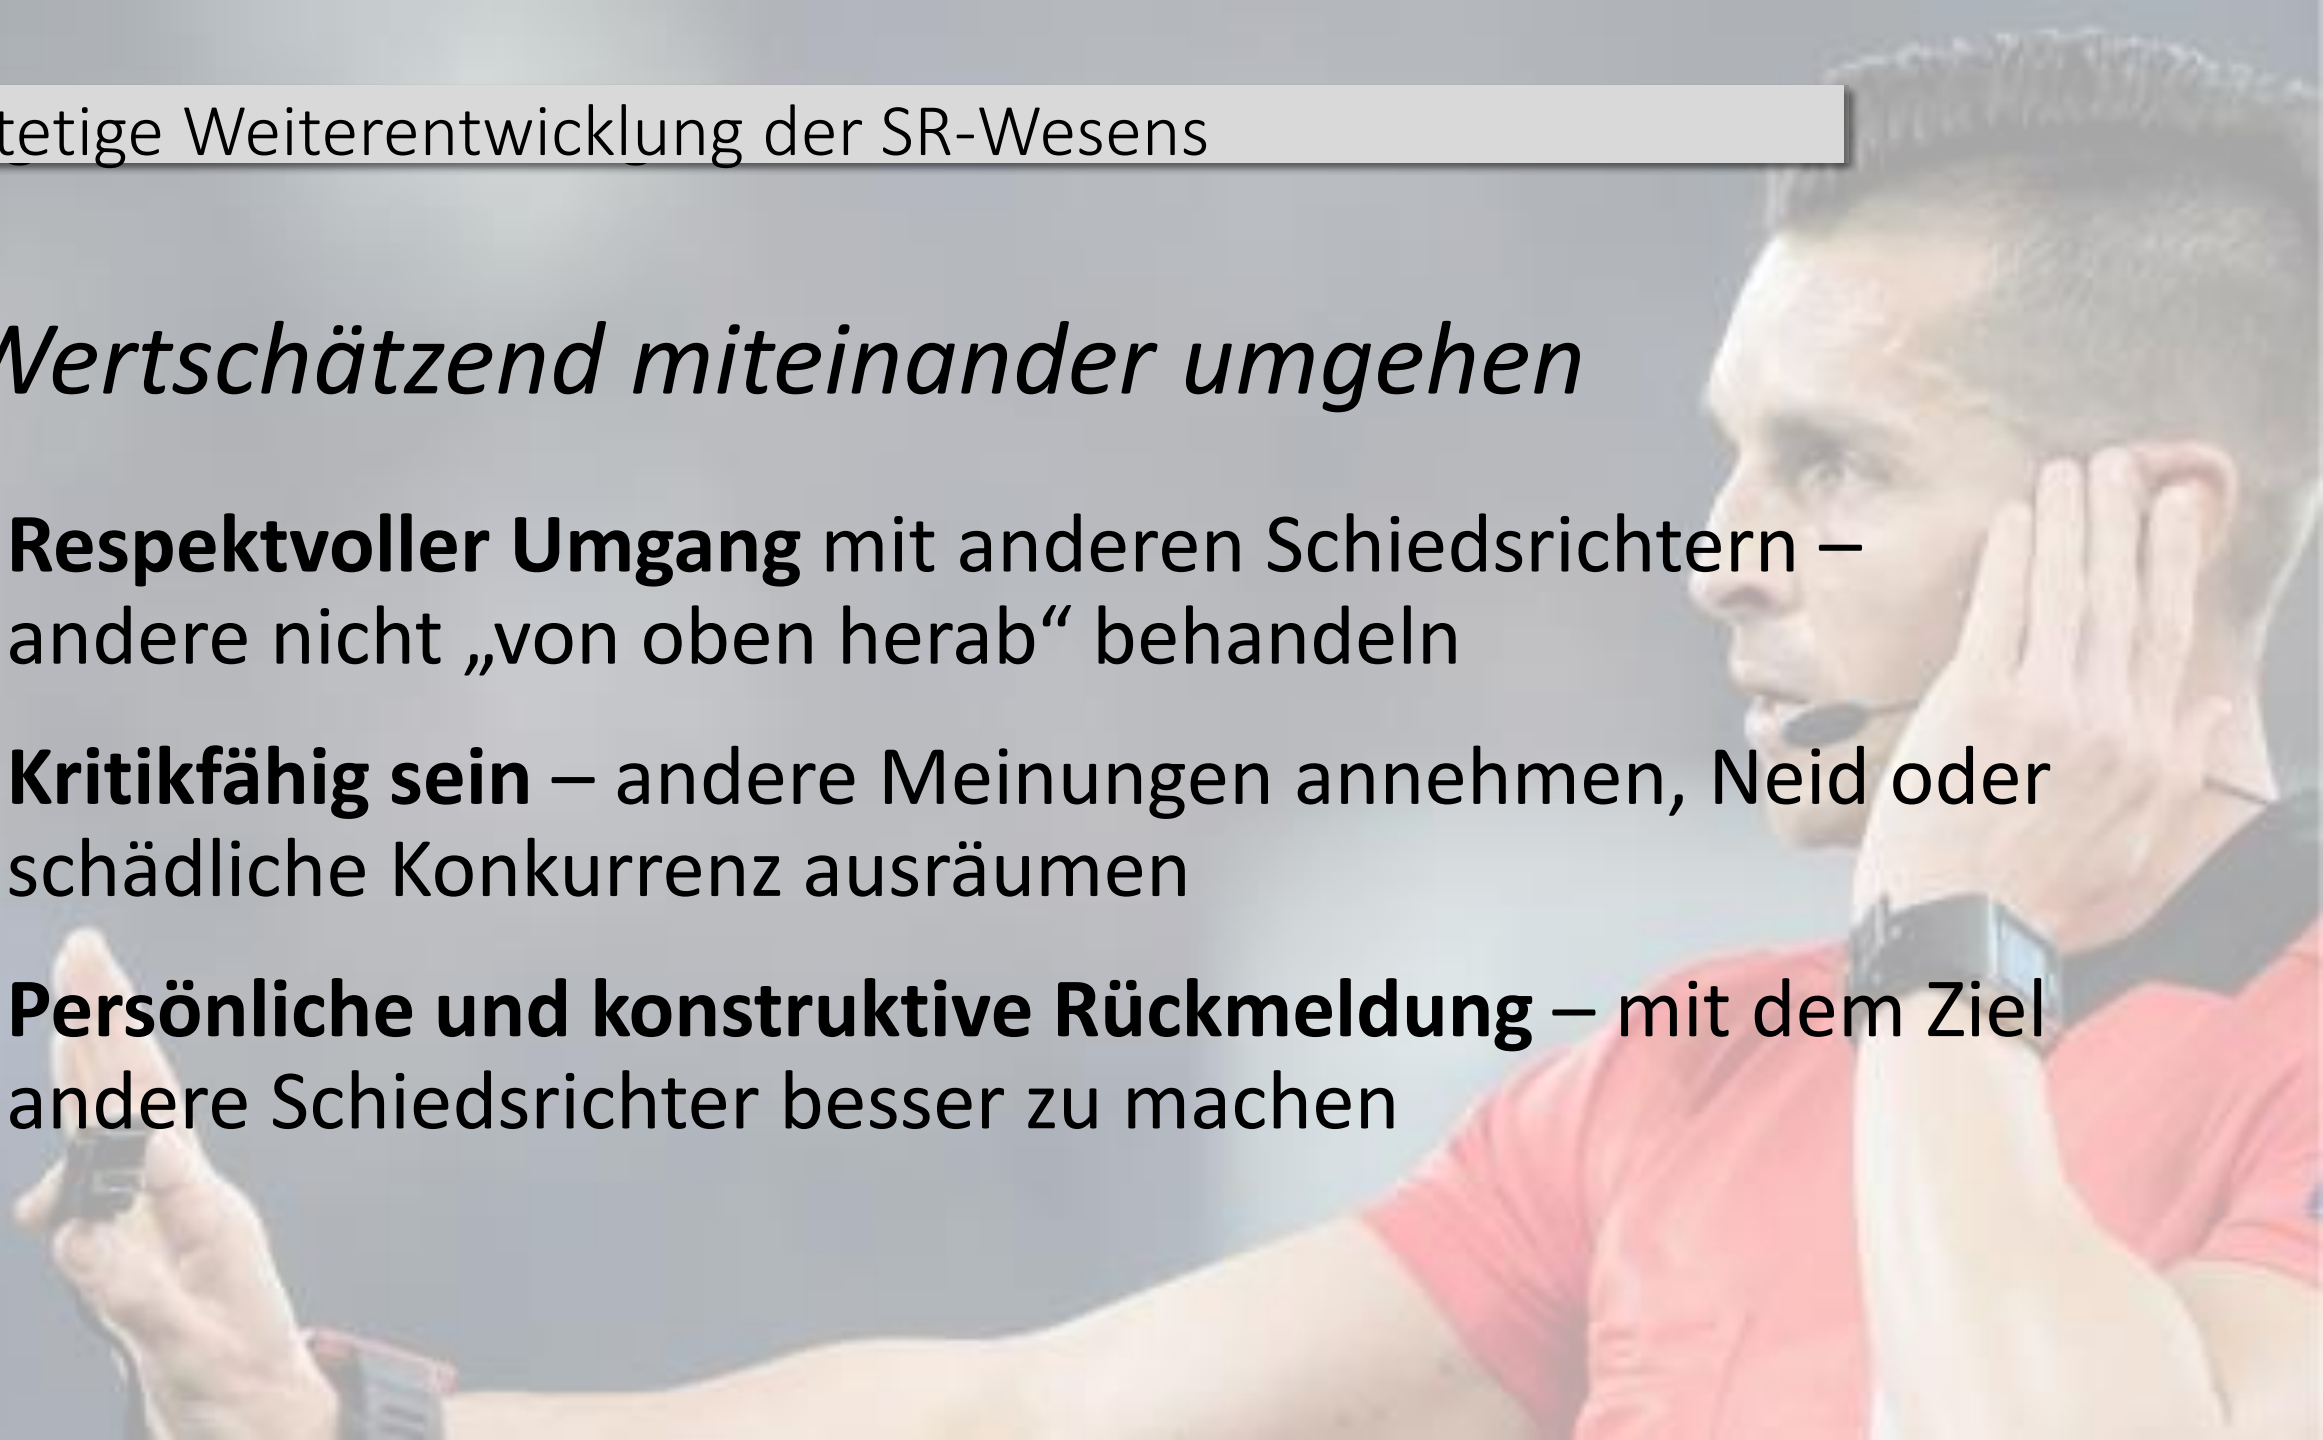 tetige Weiterentwicklung der SR-Wesens
Wertschätzend miteinander umgehen
Respektvoller Umgang mit anderen Schiedsrichtern –
andere nicht „von oben herab“ behandeln
Kritikfähig sein – andere Meinungen annehmen, Neid oder
schädliche Konkurrenz ausräumen
Persönliche und konstruktive Rückmeldung – mit dem Ziel
andere Schiedsrichter besser zu machen